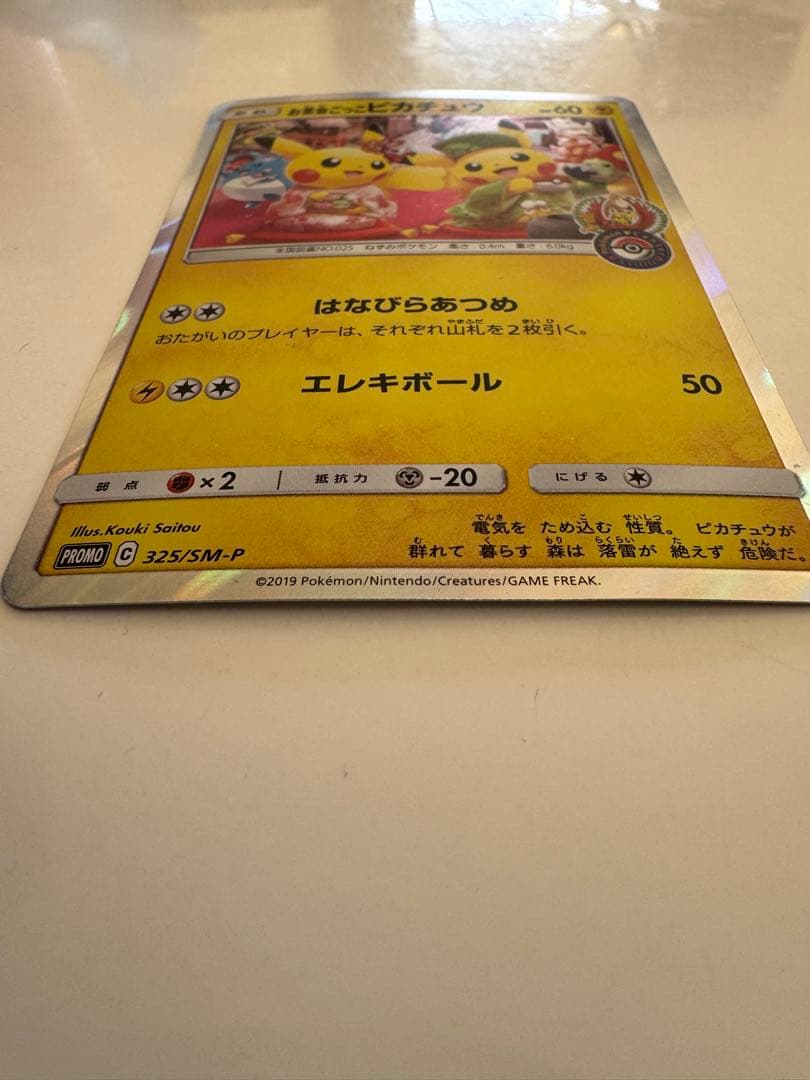 お茶会ごっこピカチュウ 60
全国図鑑NO.025 ねずみポケモン 高さ:0.4m 重さ:6.0kg
はなびらあつめ
おたがいのプレイヤーは、それぞれ山札を2枚引く。
エレキボール 50
弱点 ×2 抵抗力 -20 にげる
Illus.Kouki Saitou
電気を ため込む 性質。 ピカチュウが
群れて 暮らす 森は 落雷が 絶えず 危険だ。
PROMO C 325/SM-P
©2019 Pokémon/Nintendo/Creatures/GAME FREAK.